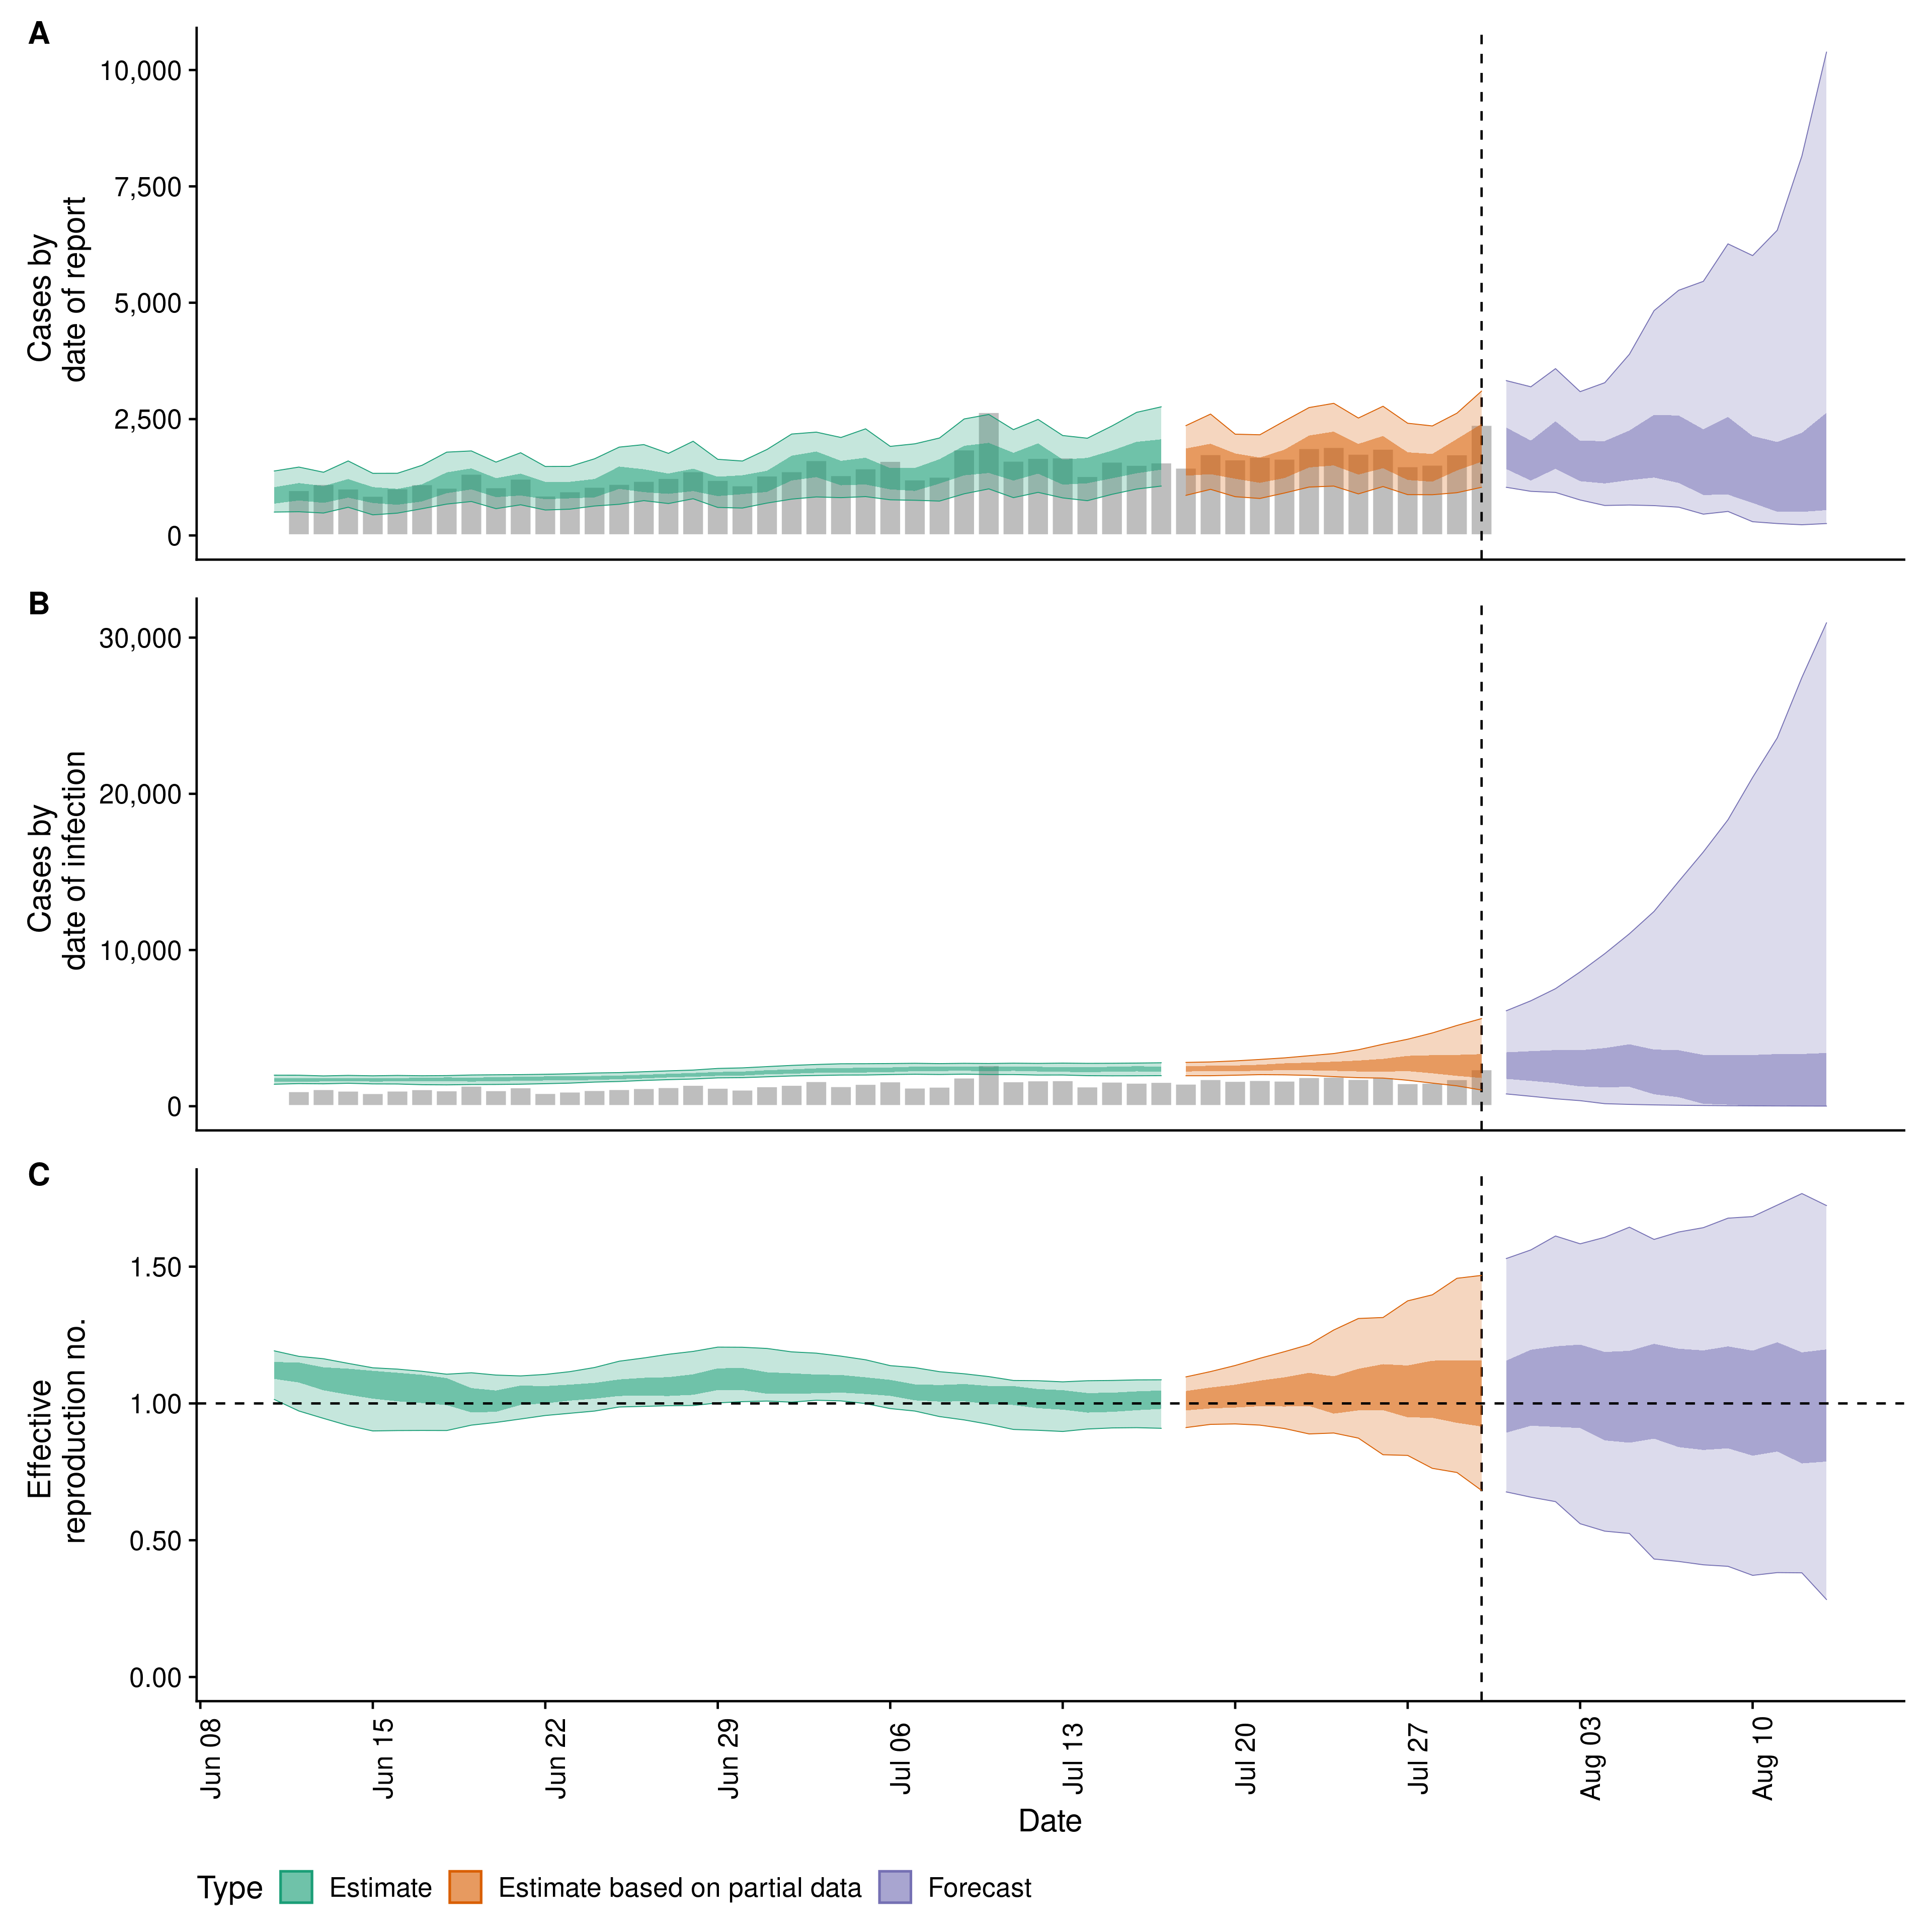 A
10,000
7,500
5,000
2,500
0
Cases by
date of report
B
30,000
20,000
10,000
0
Cases by
date of infection
C
1.50
1.00
0.50
0.00
Effective
reproduction no.
Jun 08
Jun 15
Jun 22
Jun 29
Jul 06
Jul 13
Jul 20
Jul 27
Aug 03
Aug 10
Date
Type
Estimate
Estimate based on partial data
Forecast